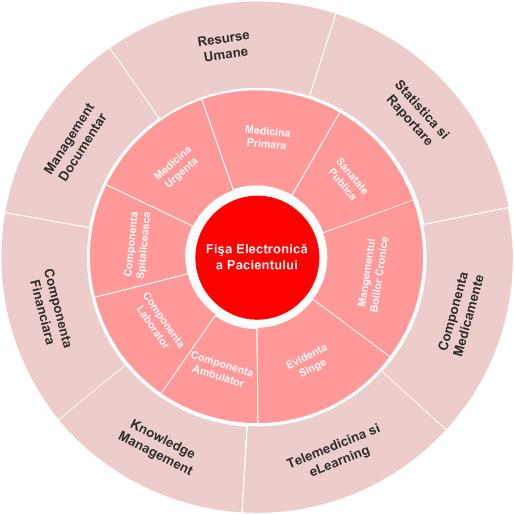 Resurse
Umane
Statistica si
Raportare
Componenta
Medicamente
Telemedicina si
eLearning
Knowledge
Management
Componenta
Financiara
Management
Documentar
Medicina
Primara
Sanatate
Publica
Mengementul
Bolilor Cronice
Evidenta
Singe
Componenta
Ambulator
Componenta
Laborator
Componenta
Spitaliceasca
Medicina
Urgenta
Fişa Electronică
a Pacientului